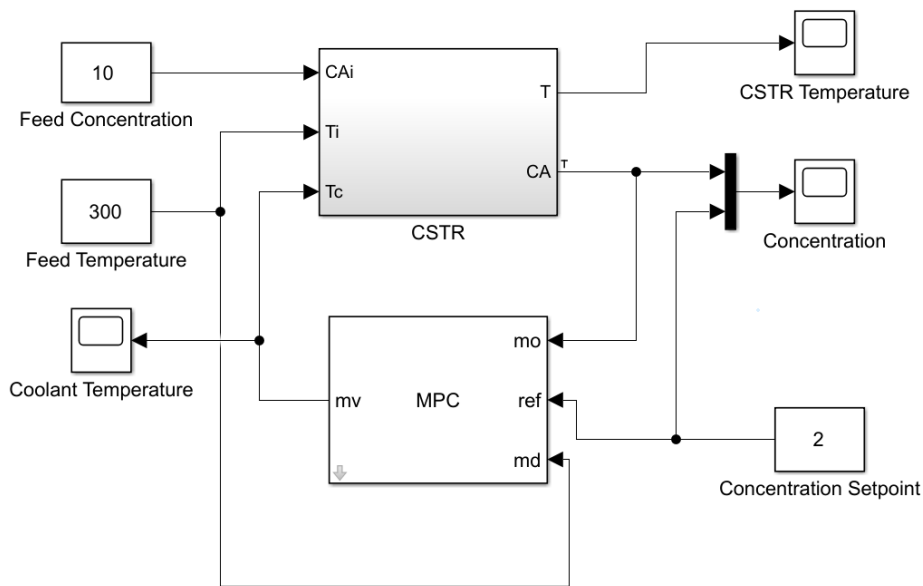 10
Feed Concentration
CAi
Ti
Tc
T
CA
T
CSTR
CSTR Temperature
300
Feed Temperature
Concentration
Coolant Temperature
mv
MPC
mo
ref
md
2
Concentration Setpoint